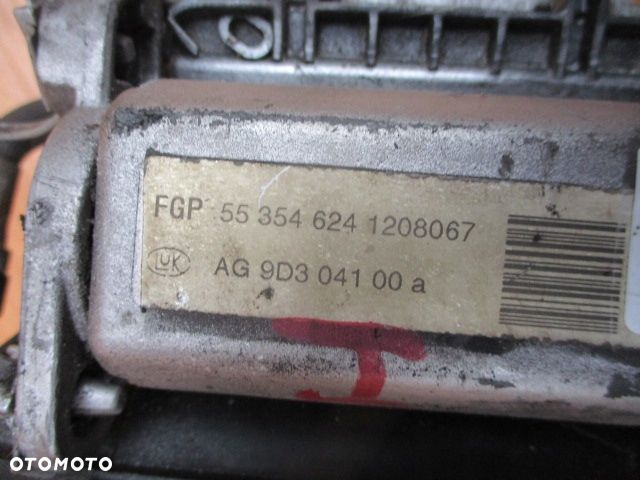 FGP 55 354 624 1208067
LuK AG 9D3 041 00 a
OTOMOTO